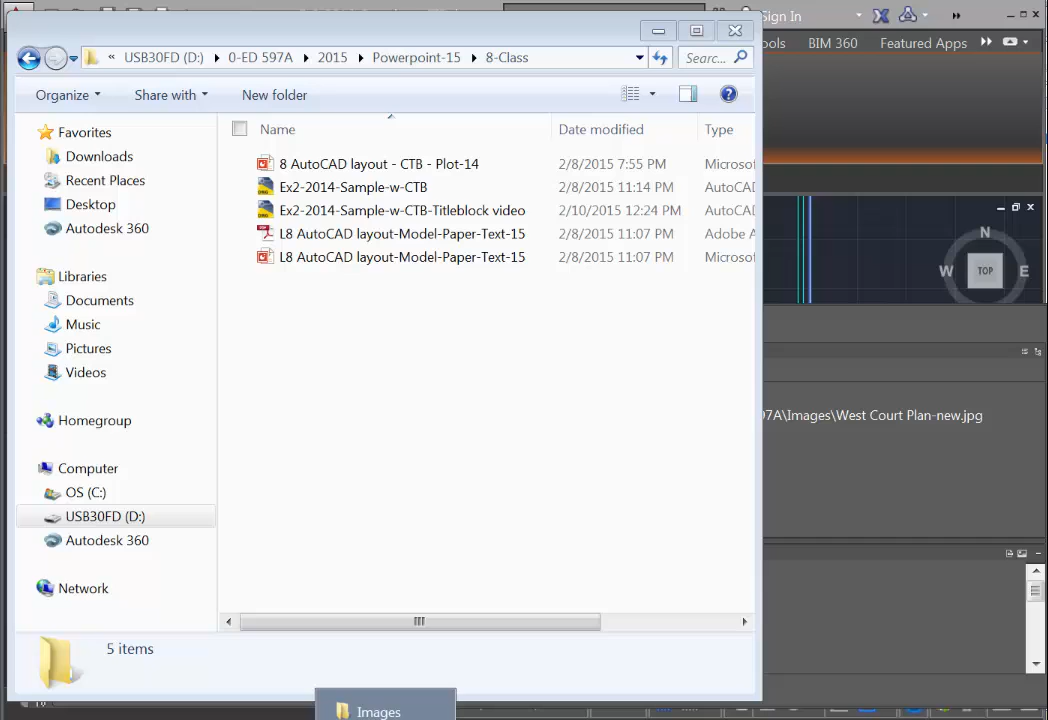 Sign In
« USB30FD (D:) 0-ED 597A 2015 Powerpoint-15 8-Class
Searc...
ools BIM 360 Featured Apps
Organize Share with New folder
Name Date modified Type
Favorites
Downloads
Recent Places
Desktop
Autodesk 360
Libraries
Documents
Music
Pictures
Videos
Homegroup
Computer
OS (C:)
USB30FD (D:)
Autodesk 360
Network
8 AutoCAD layout - CTB - Plot-14 2/8/2015 7:55 PM Microsof
Ex2-2014-Sample-w-CTB 2/8/2015 11:14 PM AutoCAD
Ex2-2014-Sample-w-CTB-Titleblock video 2/10/2015 12:24 PM AutoCAD
L8 AutoCAD layout-Model-Paper-Text-15 2/8/2015 11:07 PM Adobe A
L8 AutoCAD layout-Model-Paper-Text-15 2/8/2015 11:07 PM Microsof
N
W TOP E
97A\Images\West Court Plan-new.jpg
5 items
Images